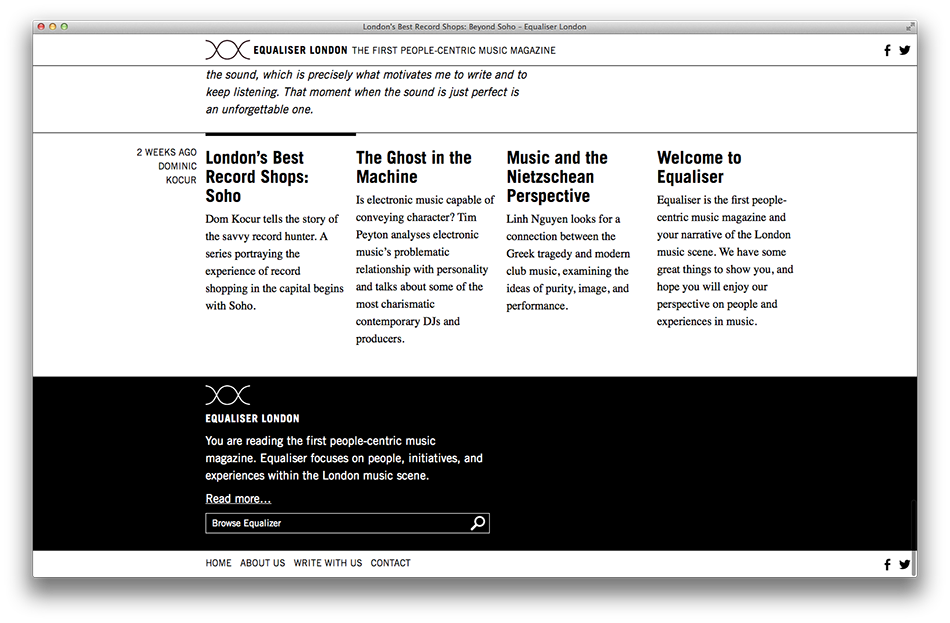 London's Best Record Shops: Beyond Soho – Equaliser London
EQUALISER LONDON THE FIRST PEOPLE-CENTRIC MUSIC MAGAZINE
the sound, which is precisely what motivates me to write and to
keep listening. That moment when the sound is just perfect is
an unforgettable one.
2 WEEKS AGO
DOMINIC
KOCUR
London's Best
Record Shops:
Soho
Dom Kocur tells the story of
the savvy record hunter. A
series portraying the
experience of record
shopping in the capital begins
with Soho.
The Ghost in the
Machine
Is electronic music capable of
conveying character? Tim
Peyton analyses electronic
music's problematic
relationship with personality
and talks about some of the
most charismatic
contemporary DJs and
producers.
Music and the
Nietzschean
Perspective
Linh Nguyen looks for a
connection between the
Greek tragedy and modern
club music, examining the
ideas of purity, image, and
performance.
Welcome to
Equaliser
Equaliser is the first people-
centric music magazine and
your narrative of the London
music scene. We have some
great things to show you, and
hope you will enjoy our
perspective on people and
experiences in music.
EQUALISER LONDON
You are reading the first people-centric music
magazine. Equaliser focuses on people, initiatives, and
experiences within the London music scene.
Read more...
Browse Equalizer
HOME ABOUT US WRITE WITH US CONTACT